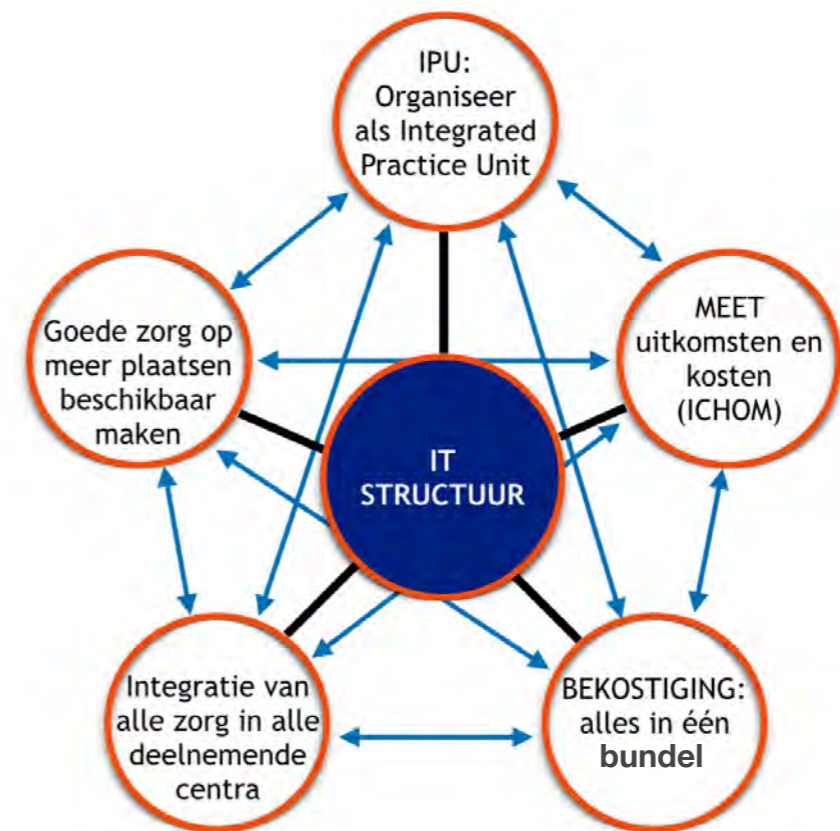 IPU:
Organiseer
als Integrated
Practice Unit
Goede zorg op
meer plaatsen
beschikbaar
maken
MEET
uitkomsten en
kosten
(ICHOM)
IT
STRUCTUUR
Integratie van
alle zorg in alle
deelnemende
centra
BEKOSTIGING:
alles in één
bundel